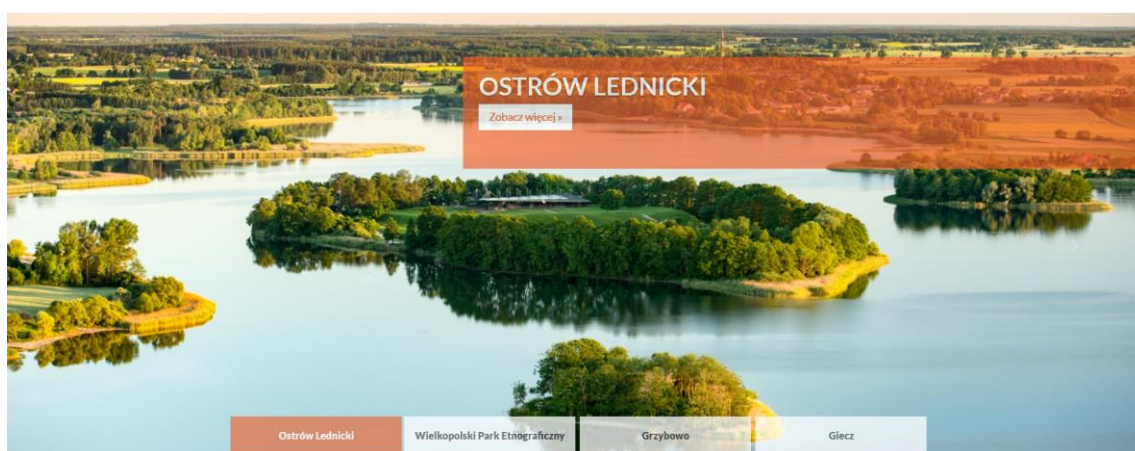 OSTRÓW LEDNICKI
Zobacz więcej »
Ostrów Lednicki
Wielkopolski Park Etnograficzny
Grzybowo
Giecz